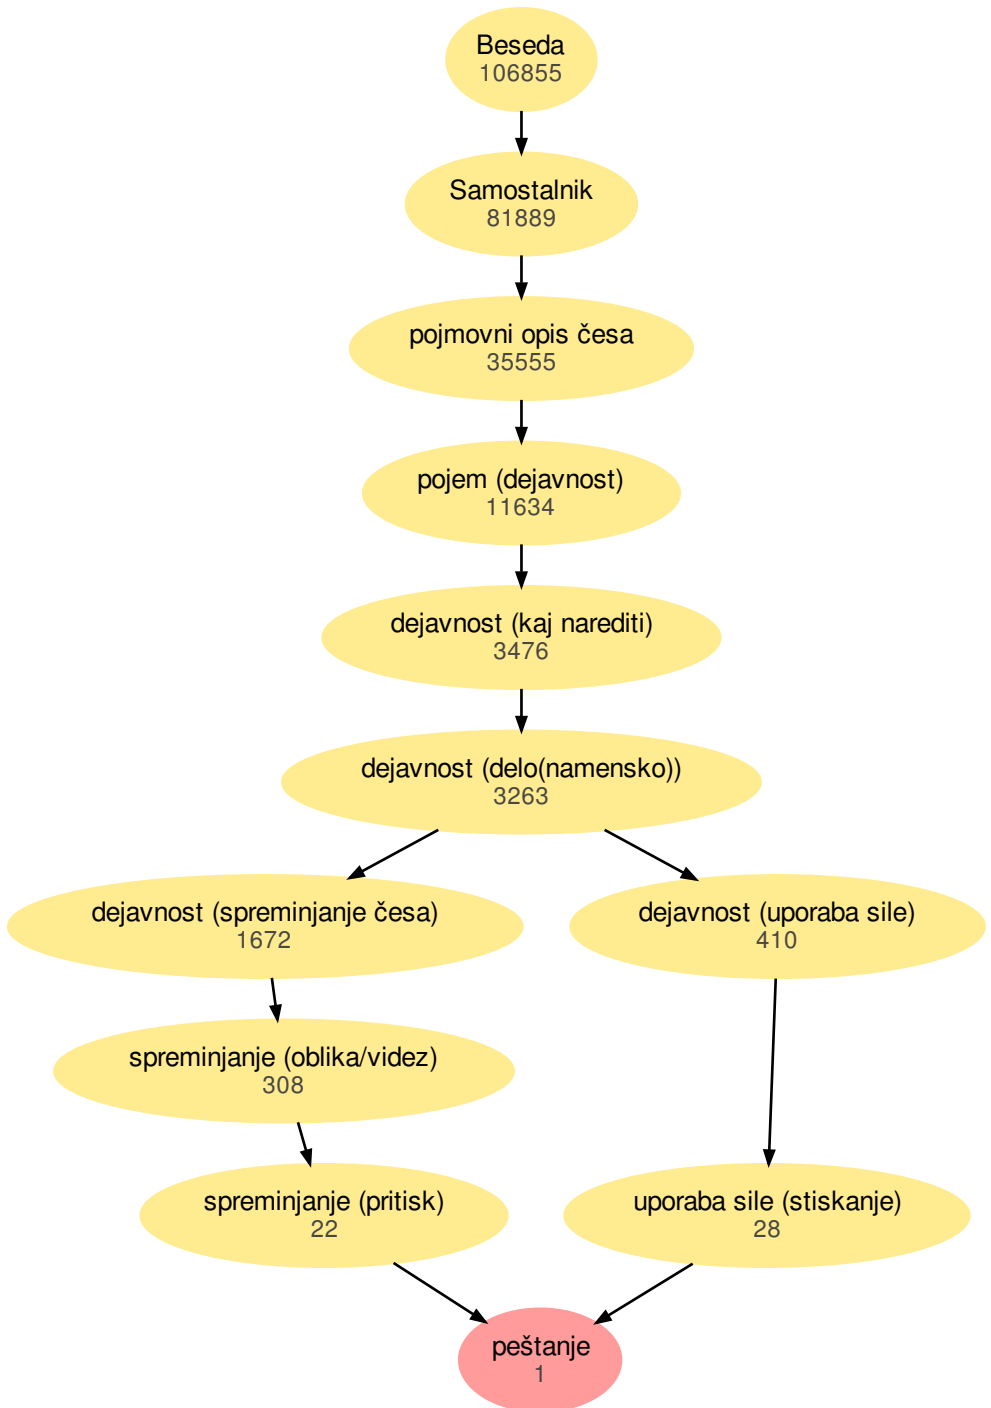 Beseda
106855
Samostalnik
81889
pojmovni opis česa
35555
pojem (dejavnost)
11634
dejavnost (kaj narediti)
3476
dejavnost (delo(namensko))
3263
dejavnost (spreminjanje česa)
1672
dejavnost (uporaba sile)
410
spreminjanje (oblika/videz)
308
spreminjanje (pritisk)
22
uporaba sile (stiskanje)
28
peštanje
1